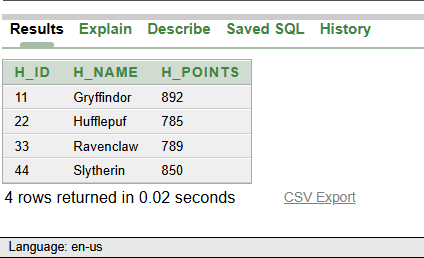 Results Explain Describe Saved SQL History
H_ID H_NAME H_POINTS
11 Gryffindor 892
22 Hufflepuf 785
33 Ravenclaw 789
44 Slytherin 850
4 rows returned in 0.02 seconds CSV Export
Language: en-us